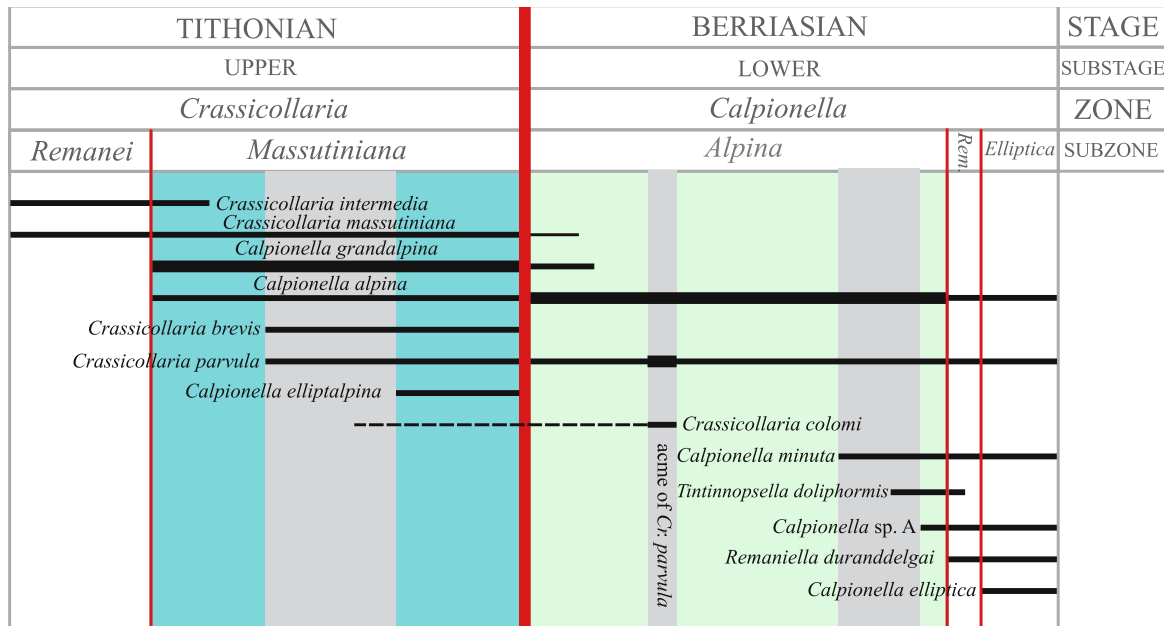 TITHONIAN
BERRIASIAN
STAGE
UPPER
LOWER
SUBSTAGE
Crassicollaria
Calpionella
ZONE
Remanei
Massutiniana
Alpina
Rem.
Elliptica
SUBZONE
Crassicollaria intermedia
Crassicollaria massutiniana
Calpionella grandalpina
Calpionella alpina
Crassicollaria brevis
Crassicollaria parvula
Calpionella elliptalpina
Crassicollaria colomi
acme of Cr. parvula
Calpionella minuta
Tintinnopsella doliphormis
Calpionella sp. A
Remaniella duranddelgai
Calpionella elliptica